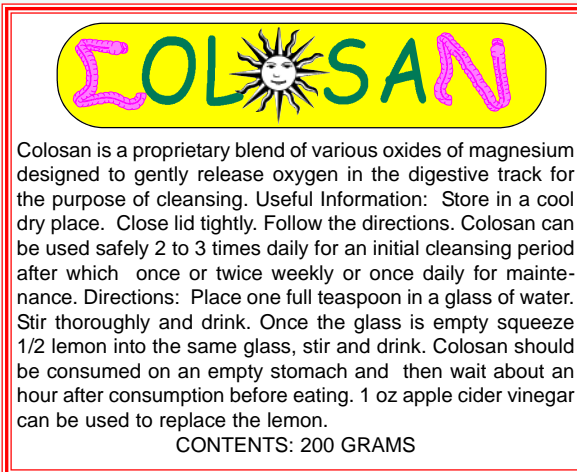 COLOSAN
Colosan is a proprietary blend of various oxides of magnesium
designed to gently release oxygen in the digestive track for
the purpose of cleansing. Useful Information: Store in a cool
dry place. Close lid tightly. Follow the directions. Colosan can
be used safely 2 to 3 times daily for an initial cleansing period
after which once or twice weekly or once daily for mainte-
nance. Directions: Place one full teaspoon in a glass of water.
Stir thoroughly and drink. Once the glass is empty squeeze
1/2 lemon into the same glass, stir and drink. Colosan should
be consumed on an empty stomach and then wait about an
hour after consumption before eating. 1 oz apple cider vinegar
can be used to replace the lemon.
CONTENTS: 200 GRAMS